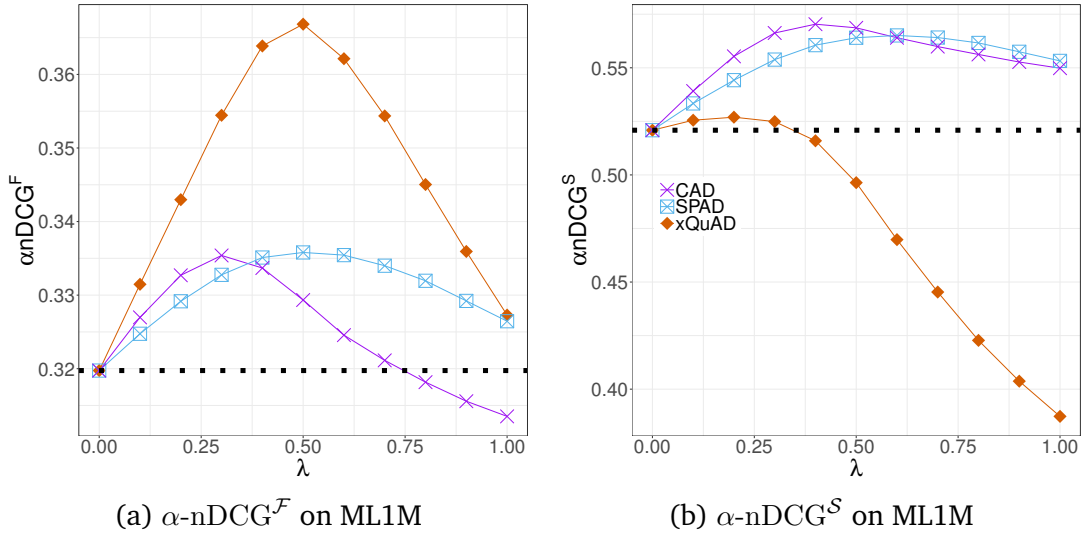 0.36
0.35
0.34
0.33
0.32
αnDCG^F
0.00 0.25 0.50 0.75 1.00
λ
(a) α-nDCG^ℱ on ML1M
0.55
0.50
0.45
0.40
αnDCG^S
CAD
SPAD
xQuAD
0.00 0.25 0.50 0.75 1.00
λ
(b) α-nDCG^𝒮 on ML1M